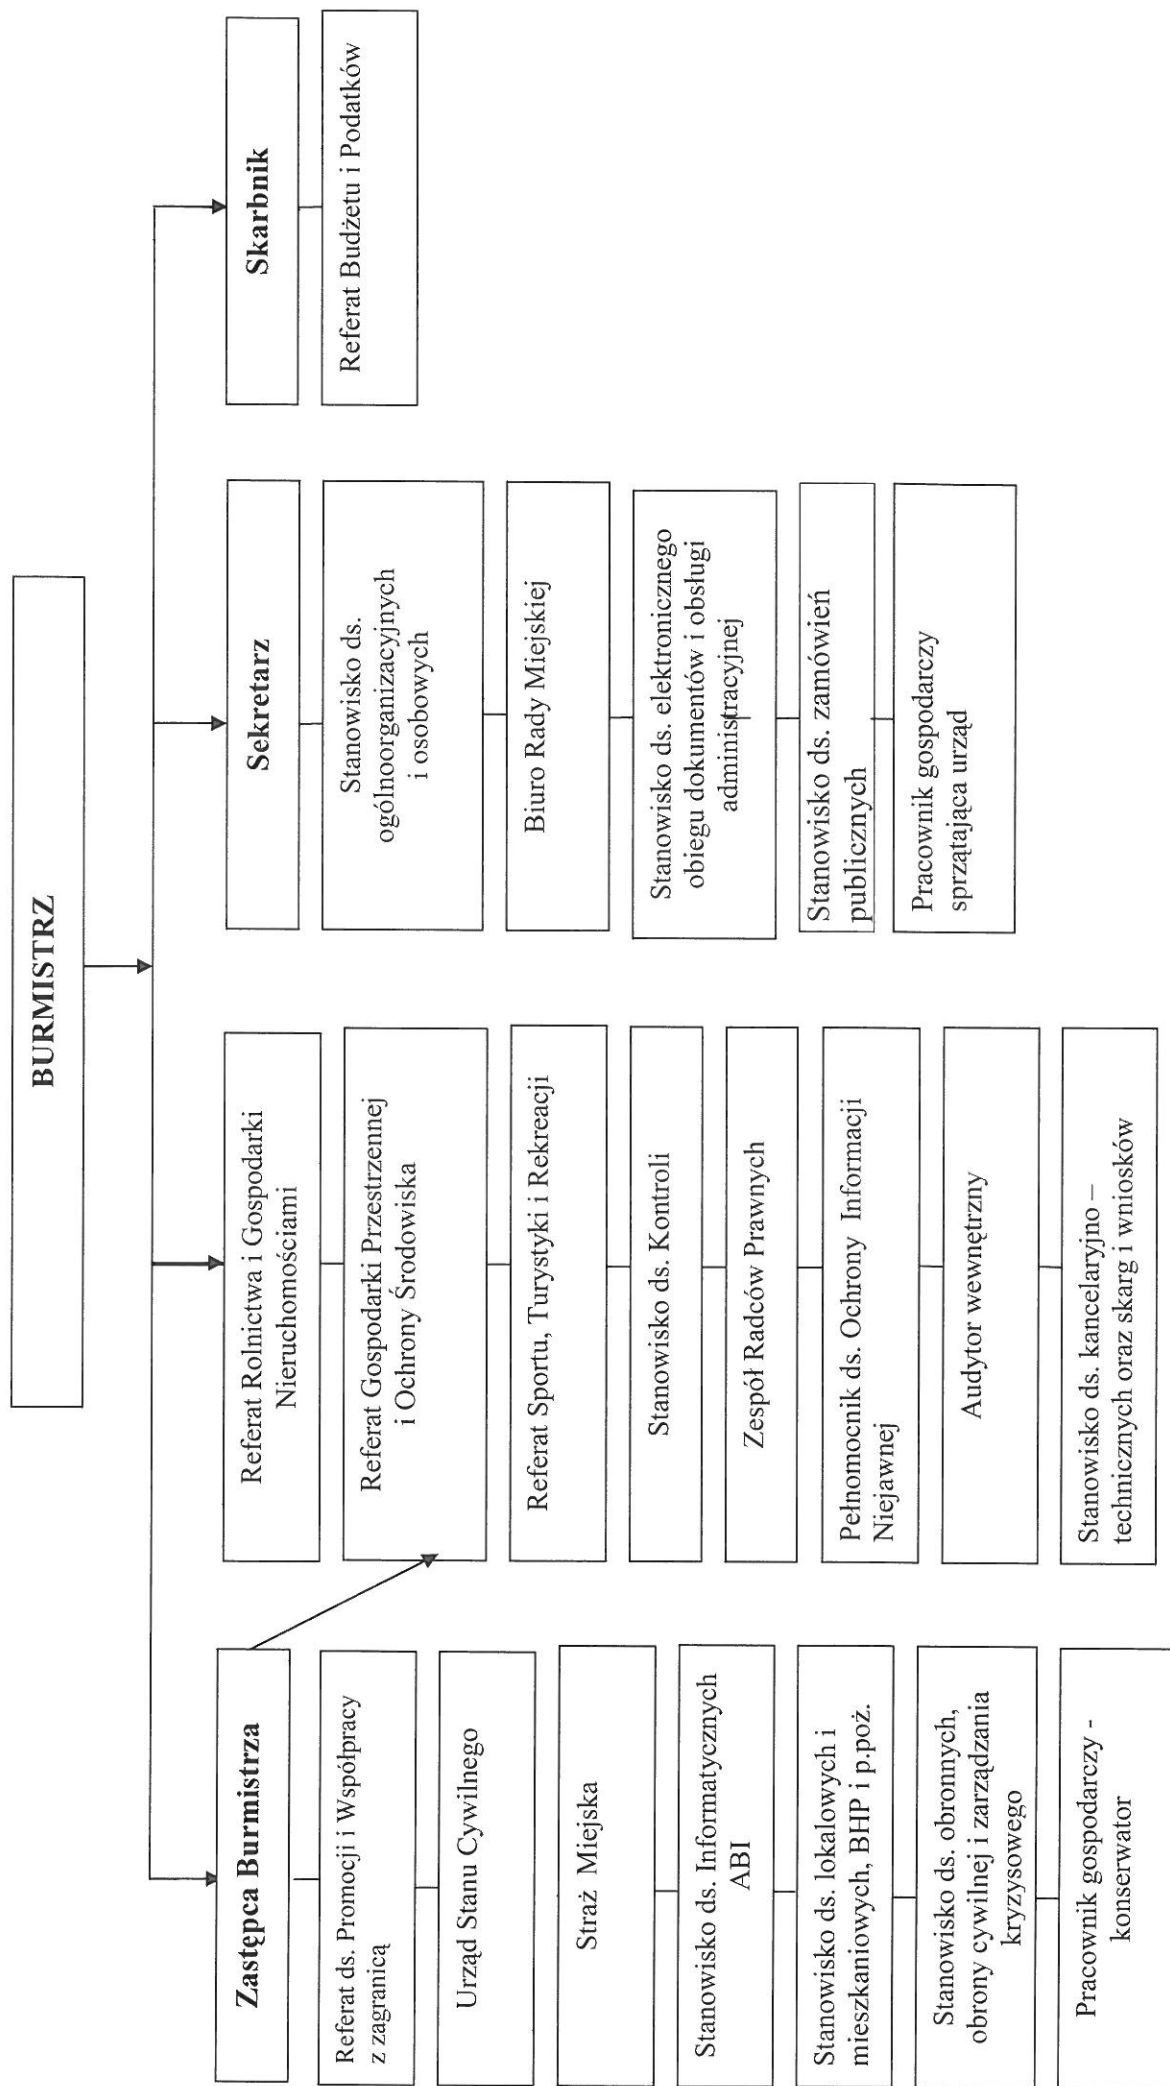 BURMISTRZ
Zastępca Burmistrza
Referat ds. Promocji i Współpracy
z zagranicą
Urząd Stanu Cywilnego
Straż Miejska
Stanowisko ds. Informatycznych
ABI
Stanowisko ds. lokalowych i
mieszkaniowych, BHP i p.poż.
Stanowisko ds. obronnych,
obrony cywilnej i zarządzania
kryzysowego
Pracownik gospodarczy -
konserwator
Referat Rolnictwa i Gospodarki
Nieruchomościami
Referat Gospodarki Przestrzennej
i Ochrony Środowiska
Referat Sportu, Turystyki i Rekreacji
Stanowisko ds. Kontroli
Zespół Radców Prawnych
Pełnomocnik ds. Ochrony Informacji
Niejawnej
Audytor wewnętrzny
Stanowisko ds. kancelaryjno –
technicznych oraz skarg i wniosków
Sekretarz
Stanowisko ds.
ogólnoorganizacyjnych
i osobowych
Biuro Rady Miejskiej
Stanowisko ds. elektronicznego
obiegu dokumentów i obsługi
administracyjnej
Stanowisko ds. zamówień
publicznych
Pracownik gospodarczy
sprzątająca urząd
Skarbnik
Referat Budżetu i Podatków